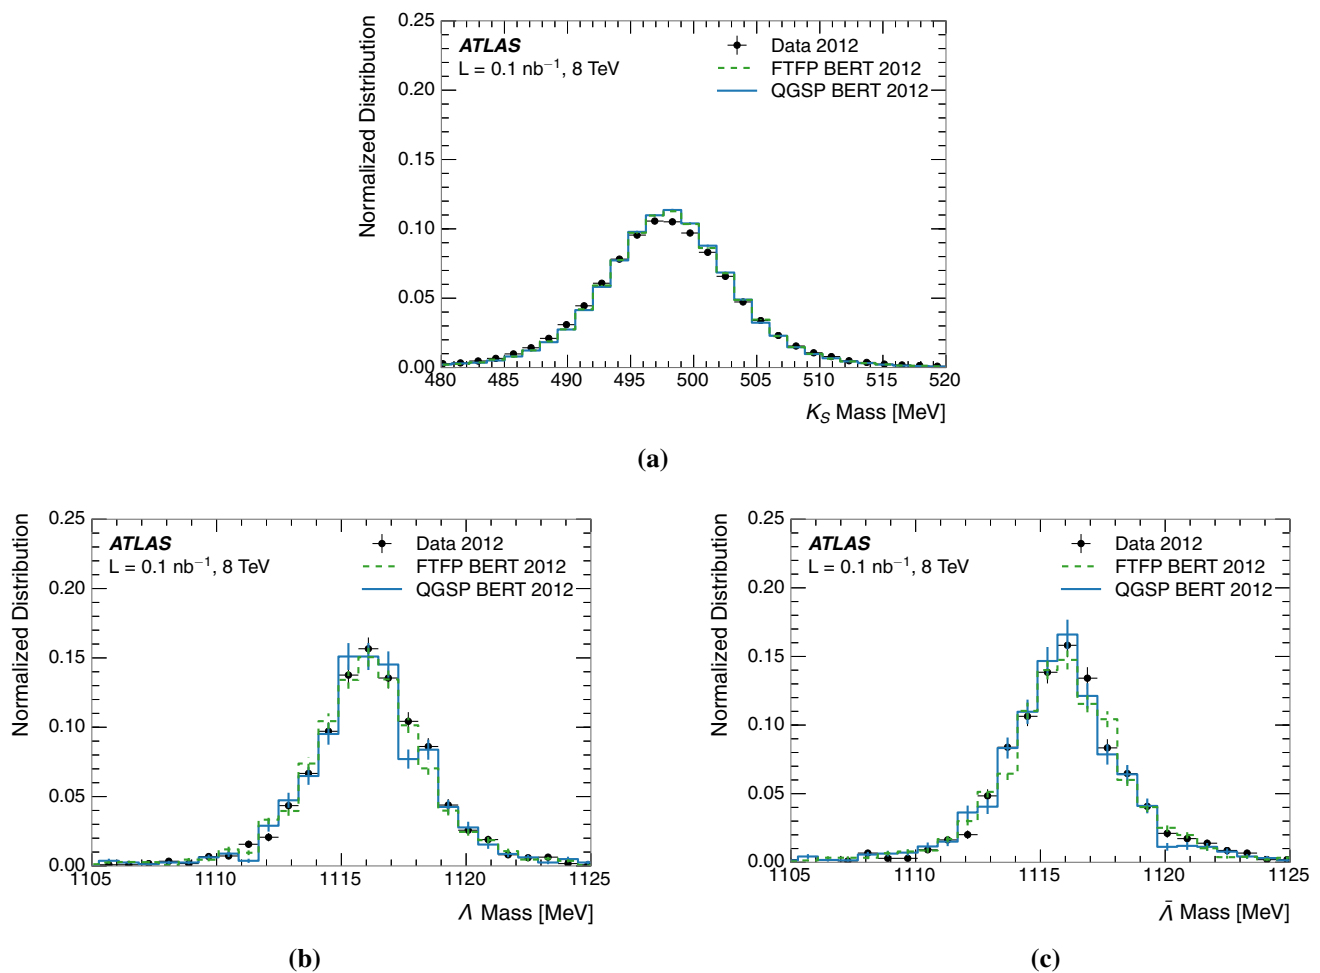 Normalized Distribution
0.25
0.20
0.15
0.10
0.05
0.00
ATLAS
L = 0.1 nb⁻¹, 8 TeV
Data 2012
FTFP BERT 2012
QGSP BERT 2012
480 485 490 495 500 505 510 515 520
K_S Mass [MeV]
(a)
Normalized Distribution
0.25
0.20
0.15
0.10
0.05
0.00
ATLAS
L = 0.1 nb⁻¹, 8 TeV
Data 2012
FTFP BERT 2012
QGSP BERT 2012
1105 1110 1115 1120 1125
Λ Mass [MeV]
(b)
Normalized Distribution
0.25
0.20
0.15
0.10
0.05
0.00
ATLAS
L = 0.1 nb⁻¹, 8 TeV
Data 2012
FTFP BERT 2012
QGSP BERT 2012
1105 1110 1115 1120 1125
Λ̄ Mass [MeV]
(c)